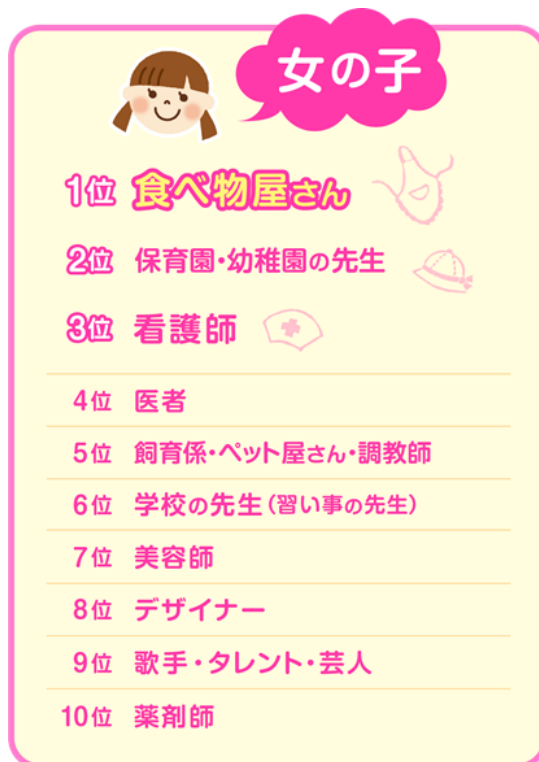 女の子
1位 食べ物屋さん
2位 保育園・幼稚園の先生
3位 看護師
4位 医者
5位 飼育係・ペット屋さん・調教師
6位 学校の先生(習い事の先生)
7位 美容師
8位 デザイナー
9位 歌手・タレント・芸人
10位 薬剤師